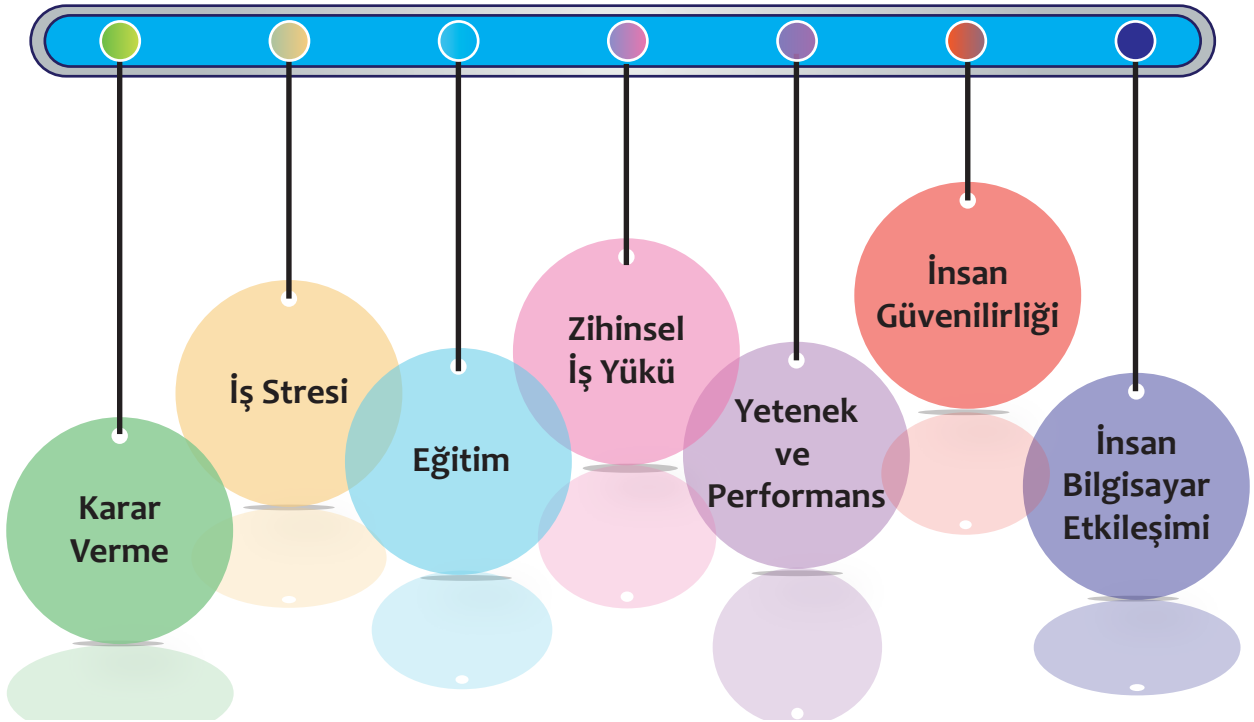 Karar
Verme
İş Stresi
Eğitim
Zihinsel
İş Yükü
Yetenek
ve
Performans
İnsan
Güvenilirliği
İnsan
Bilgisayar
Etkileşimi